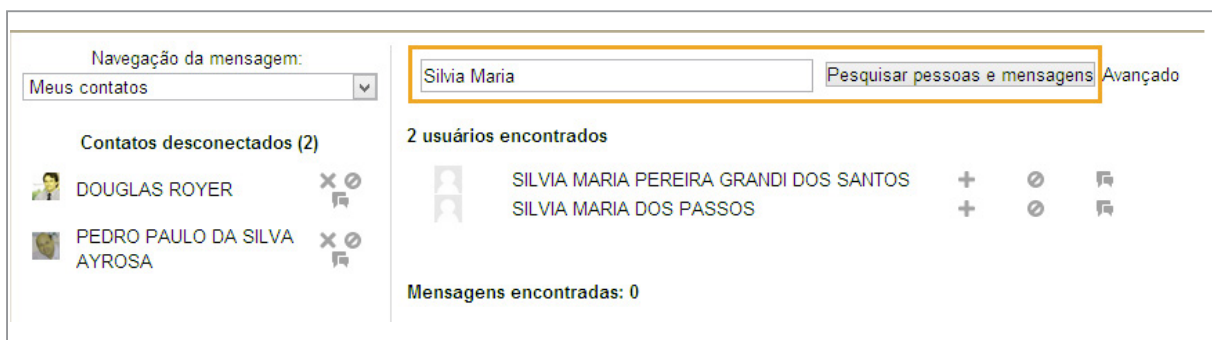 Navegação da mensagem:
Meus contatos
Contatos desconectados (2)
DOUGLAS ROYER
PEDRO PAULO DA SILVA
AYROSA
Silvia Maria
Pesquisar pessoas e mensagens Avançado
2 usuários encontrados
SILVIA MARIA PEREIRA GRANDI DOS SANTOS
SILVIA MARIA DOS PASSOS
Mensagens encontradas: 0